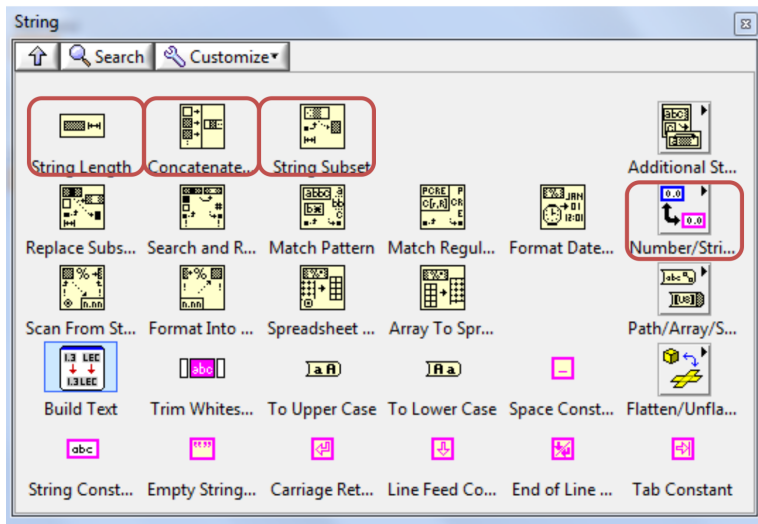 String
Search Customize
String Length Concatenate... String Subset Additional St...
Replace Subs... Search and R... Match Pattern Match Regul... Format Date... Number/Stri...
Scan From St... Format Into ... Spreadsheet ... Array To Spr... Path/Array/S...
Build Text Trim Whites... To Upper Case To Lower Case Space Const... Flatten/Unfla...
String Const... Empty String... Carriage Ret... Line Feed Co... End of Line ... Tab Constant